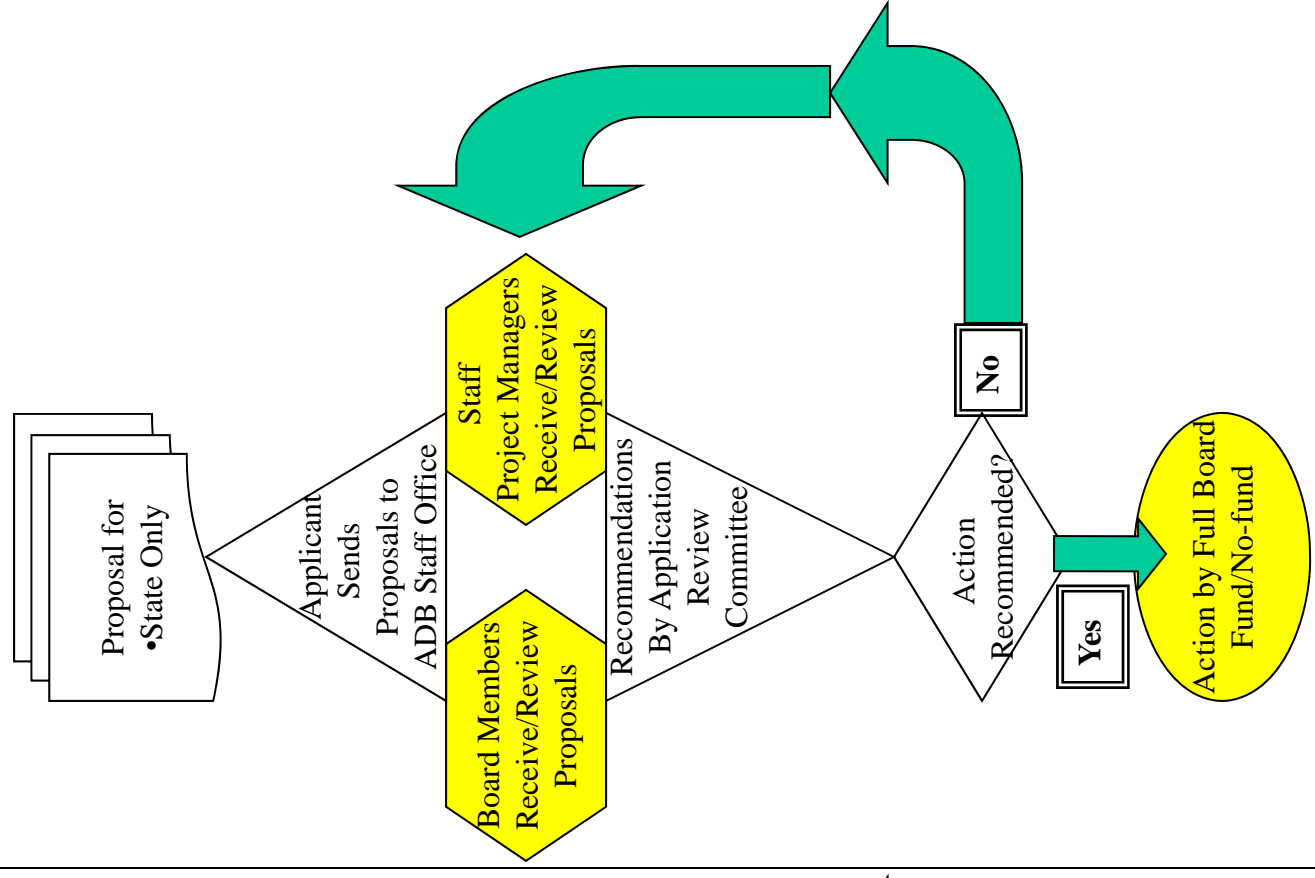 Proposal for
•State Only
Applicant
Sends
Proposals to
ADB Staff Office
Board Members
Receive/Review
Proposals
Staff
Project Managers
Receive/Review
Proposals
Recommendations
By Application
Review
Committee
Action
Recommended?
No
Yes
Action by Full Board
Fund/No-fund